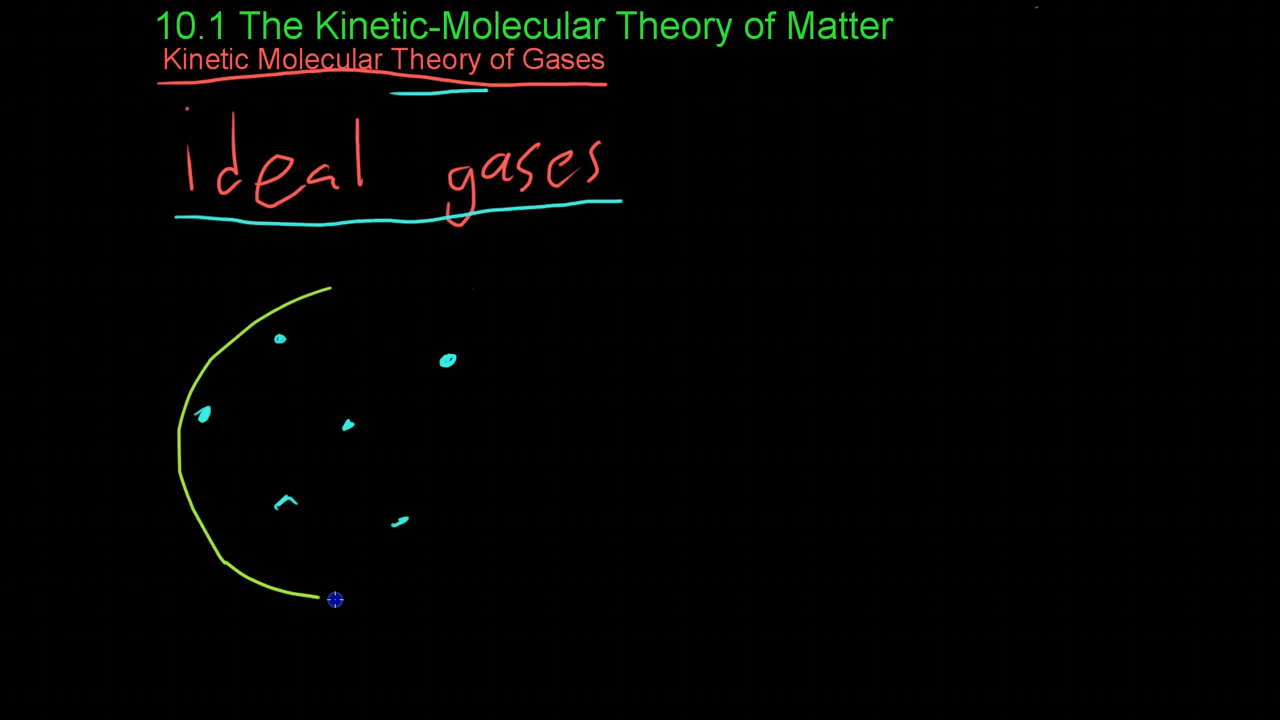 10.1 The Kinetic-Molecular Theory of Matter
Kinetic Molecular Theory of Gases
ideal gases